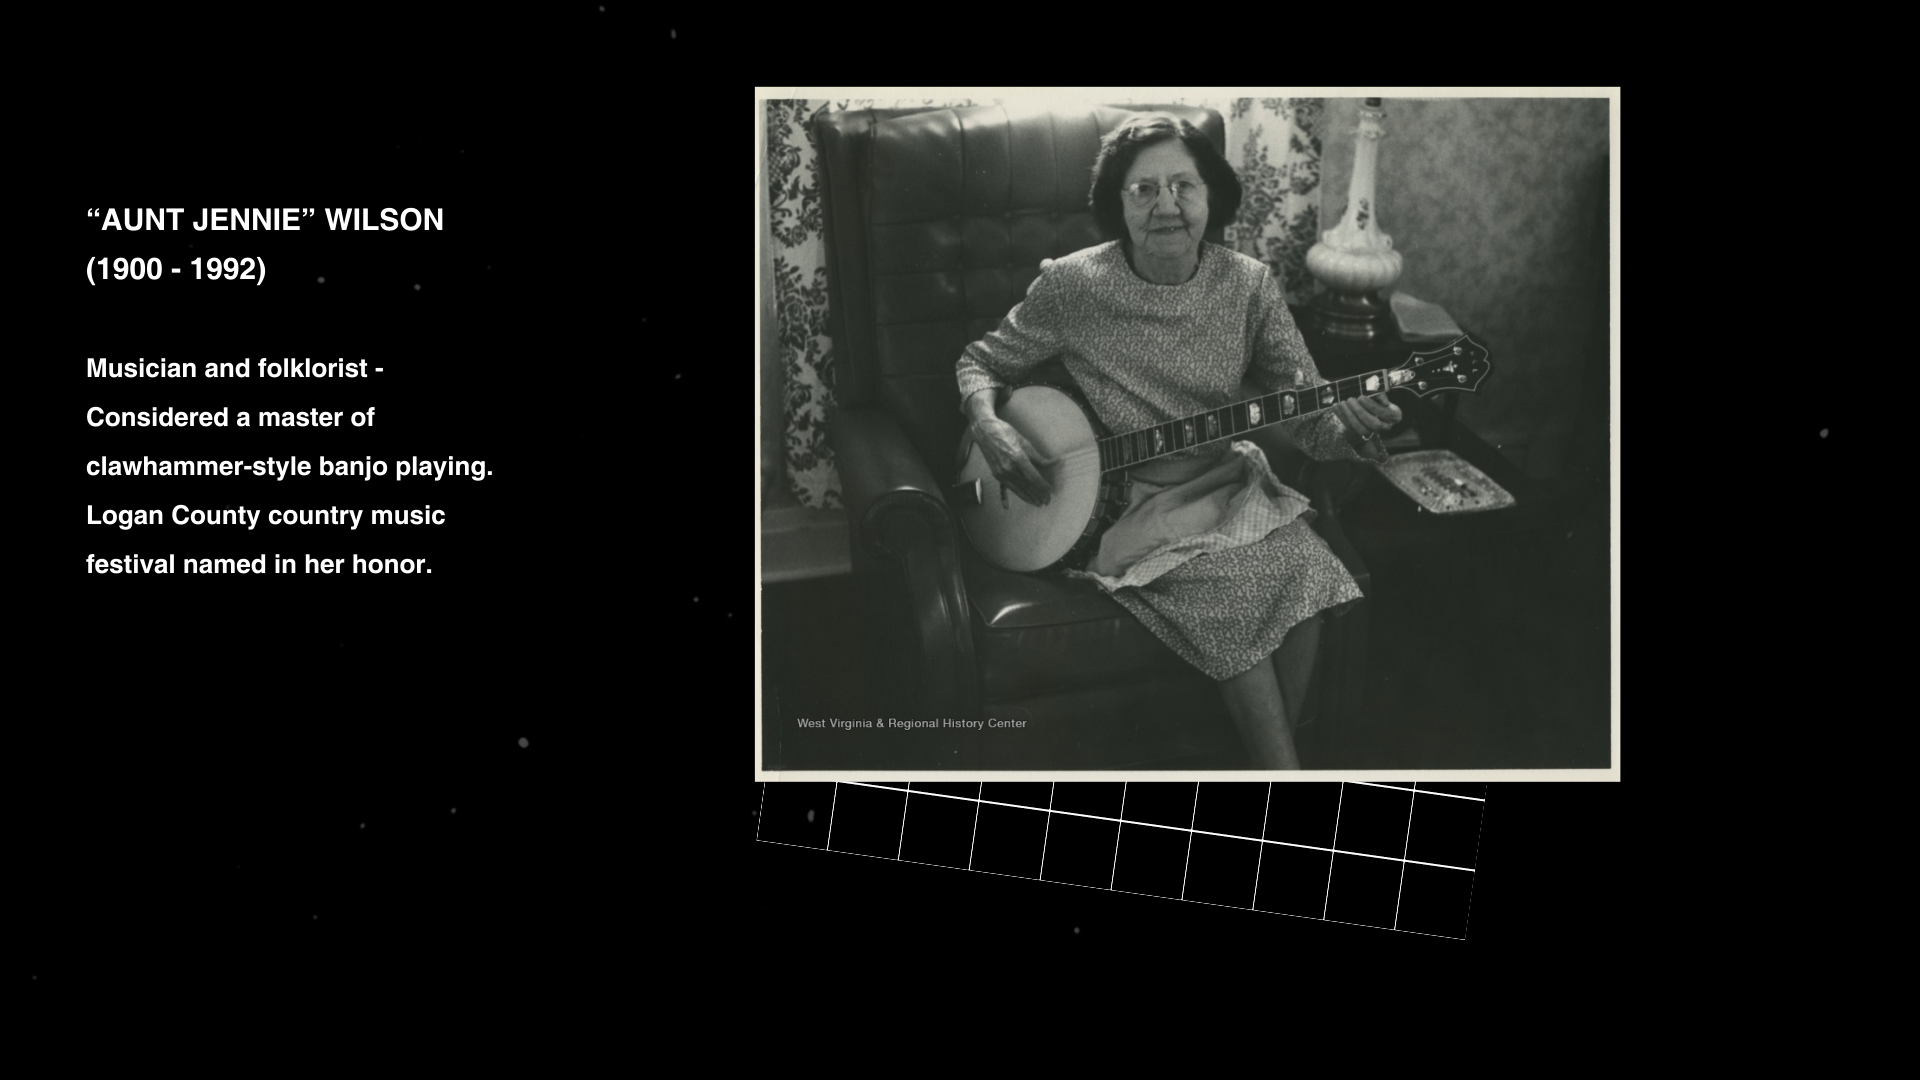 “AUNT JENNIE” WILSON
(1900 - 1992)
Musician and folklorist -
Considered a master of
clawhammer-style banjo playing.
Logan County country music
festival named in her honor.
West Virginia & Regional History Center